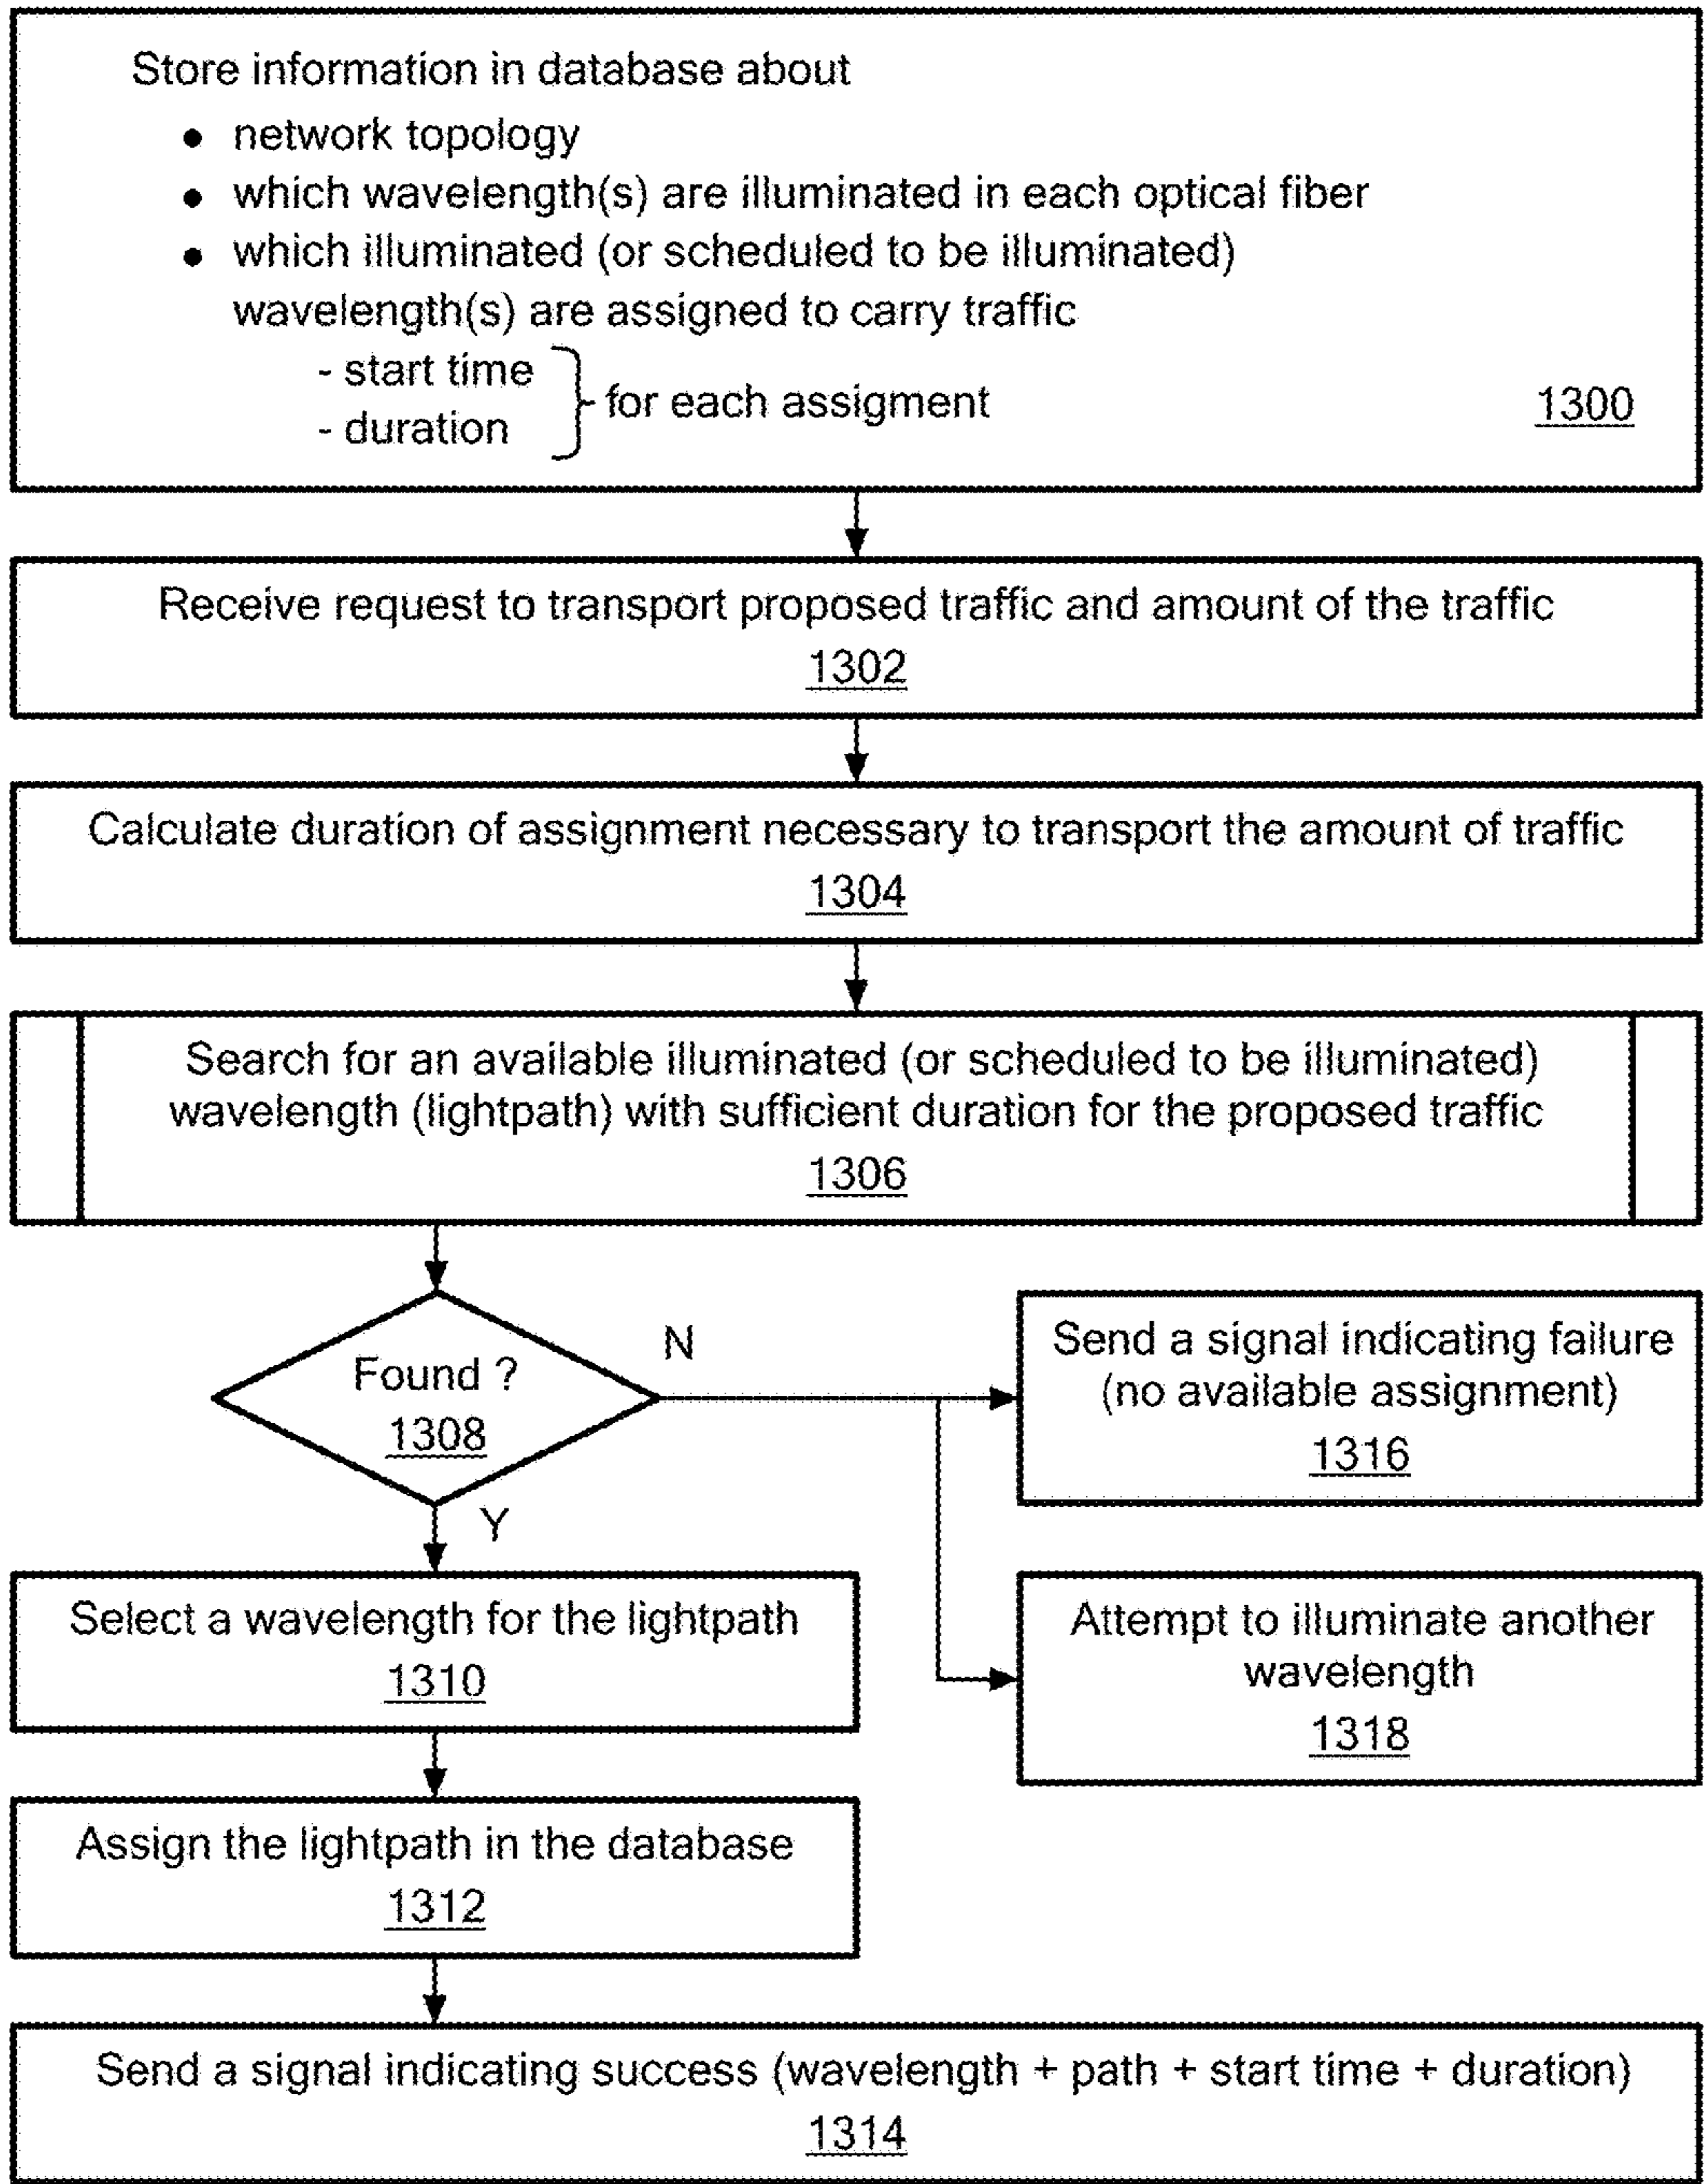 Store information in database about
• network topology
• which wavelength(s) are illuminated in each optical fiber
• which illuminated (or scheduled to be illuminated)
wavelength(s) are assigned to carry traffic
- start time
- duration
for each assigment
1300
Receive request to transport proposed traffic and amount of the traffic
1302
Calculate duration of assignment necessary to transport the amount of traffic
1304
Search for an available illuminated (or scheduled to be illuminated)
wavelength (lightpath) with sufficient duration for the proposed traffic
1306
Found ?
1308
N
Y
Send a signal indicating failure
(no available assignment)
1316
Attempt to illuminate another
wavelength
1318
Select a wavelength for the lightpath
1310
Assign the lightpath in the database
1312
Send a signal indicating success (wavelength + path + start time + duration)
1314